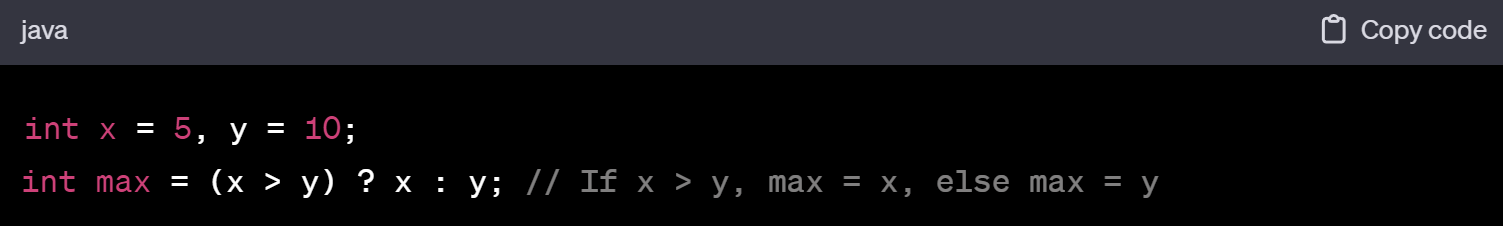 java
Copy code
int x = 5, y = 10;
int max = (x > y) ? x : y; // If x > y, max = x, else max = y